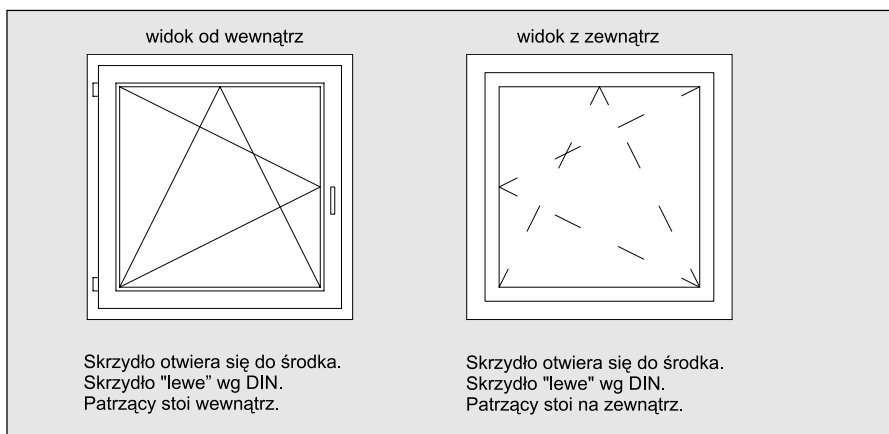 widok od wewnątrz
Skrzydło otwiera się do środka.
Skrzydło "lewe” wg DIN.
Patrzący stoi wewnątrz.
widok z zewnątrz
Skrzydło otwiera się do środka.
Skrzydło "lewe" wg DIN.
Patrzący stoi na zewnątrz.